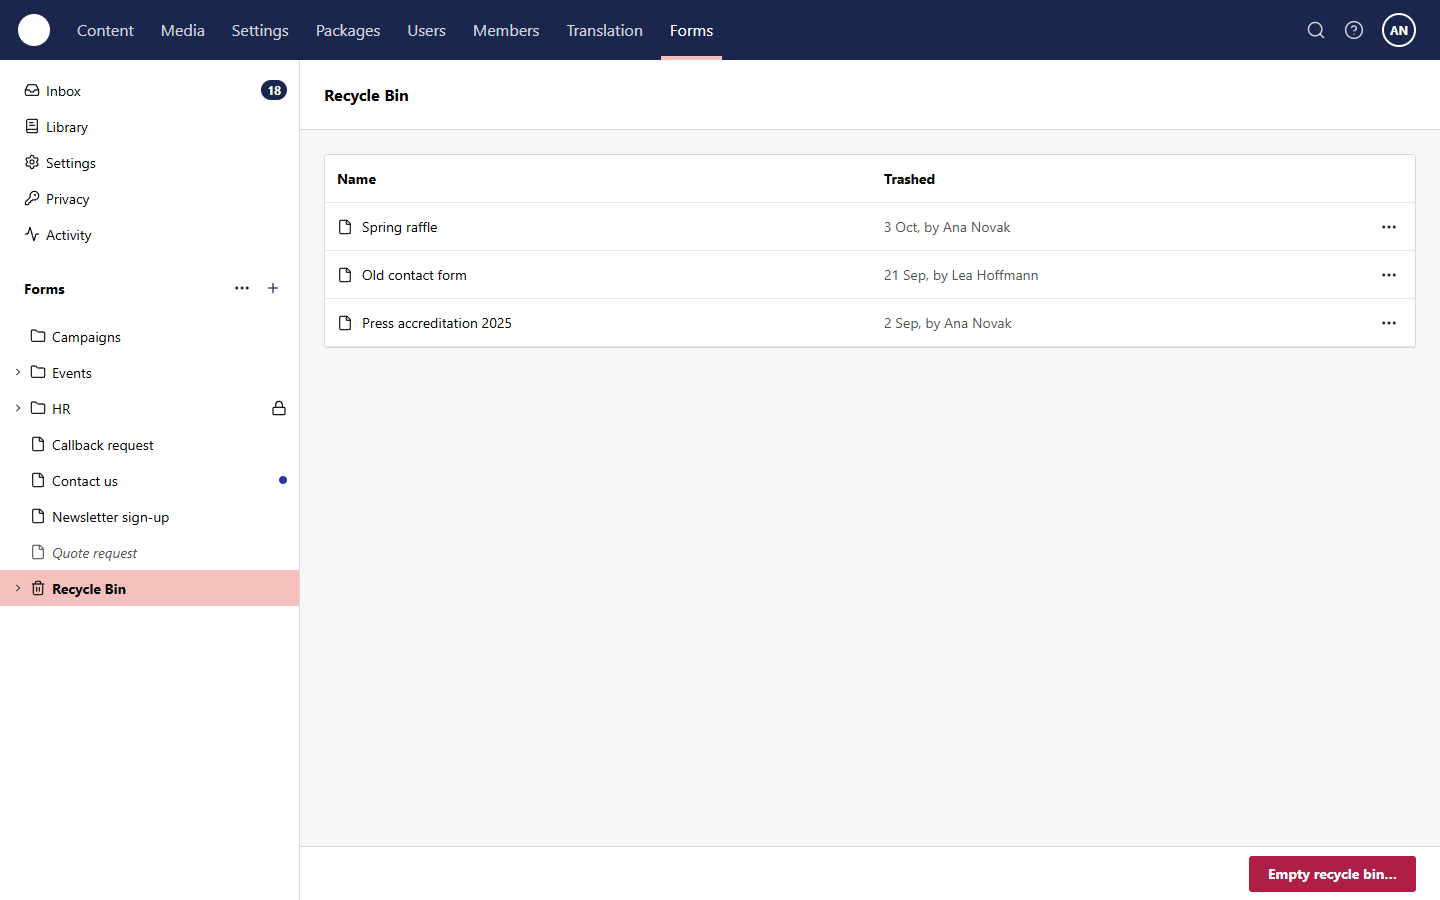 Content Media Settings Packages Users Members Translation Forms AN
Inbox 18
Library
Settings
Privacy
Activity
Forms
Campaigns
Events
HR
Callback request
Contact us
Newsletter sign-up
Quote request
Recycle Bin
Recycle Bin
Name Trashed
Spring raffle 3 Oct, by Ana Novak
Old contact form 21 Sep, by Lea Hoffmann
Press accreditation 2025 2 Sep, by Ana Novak
Empty recycle bin...